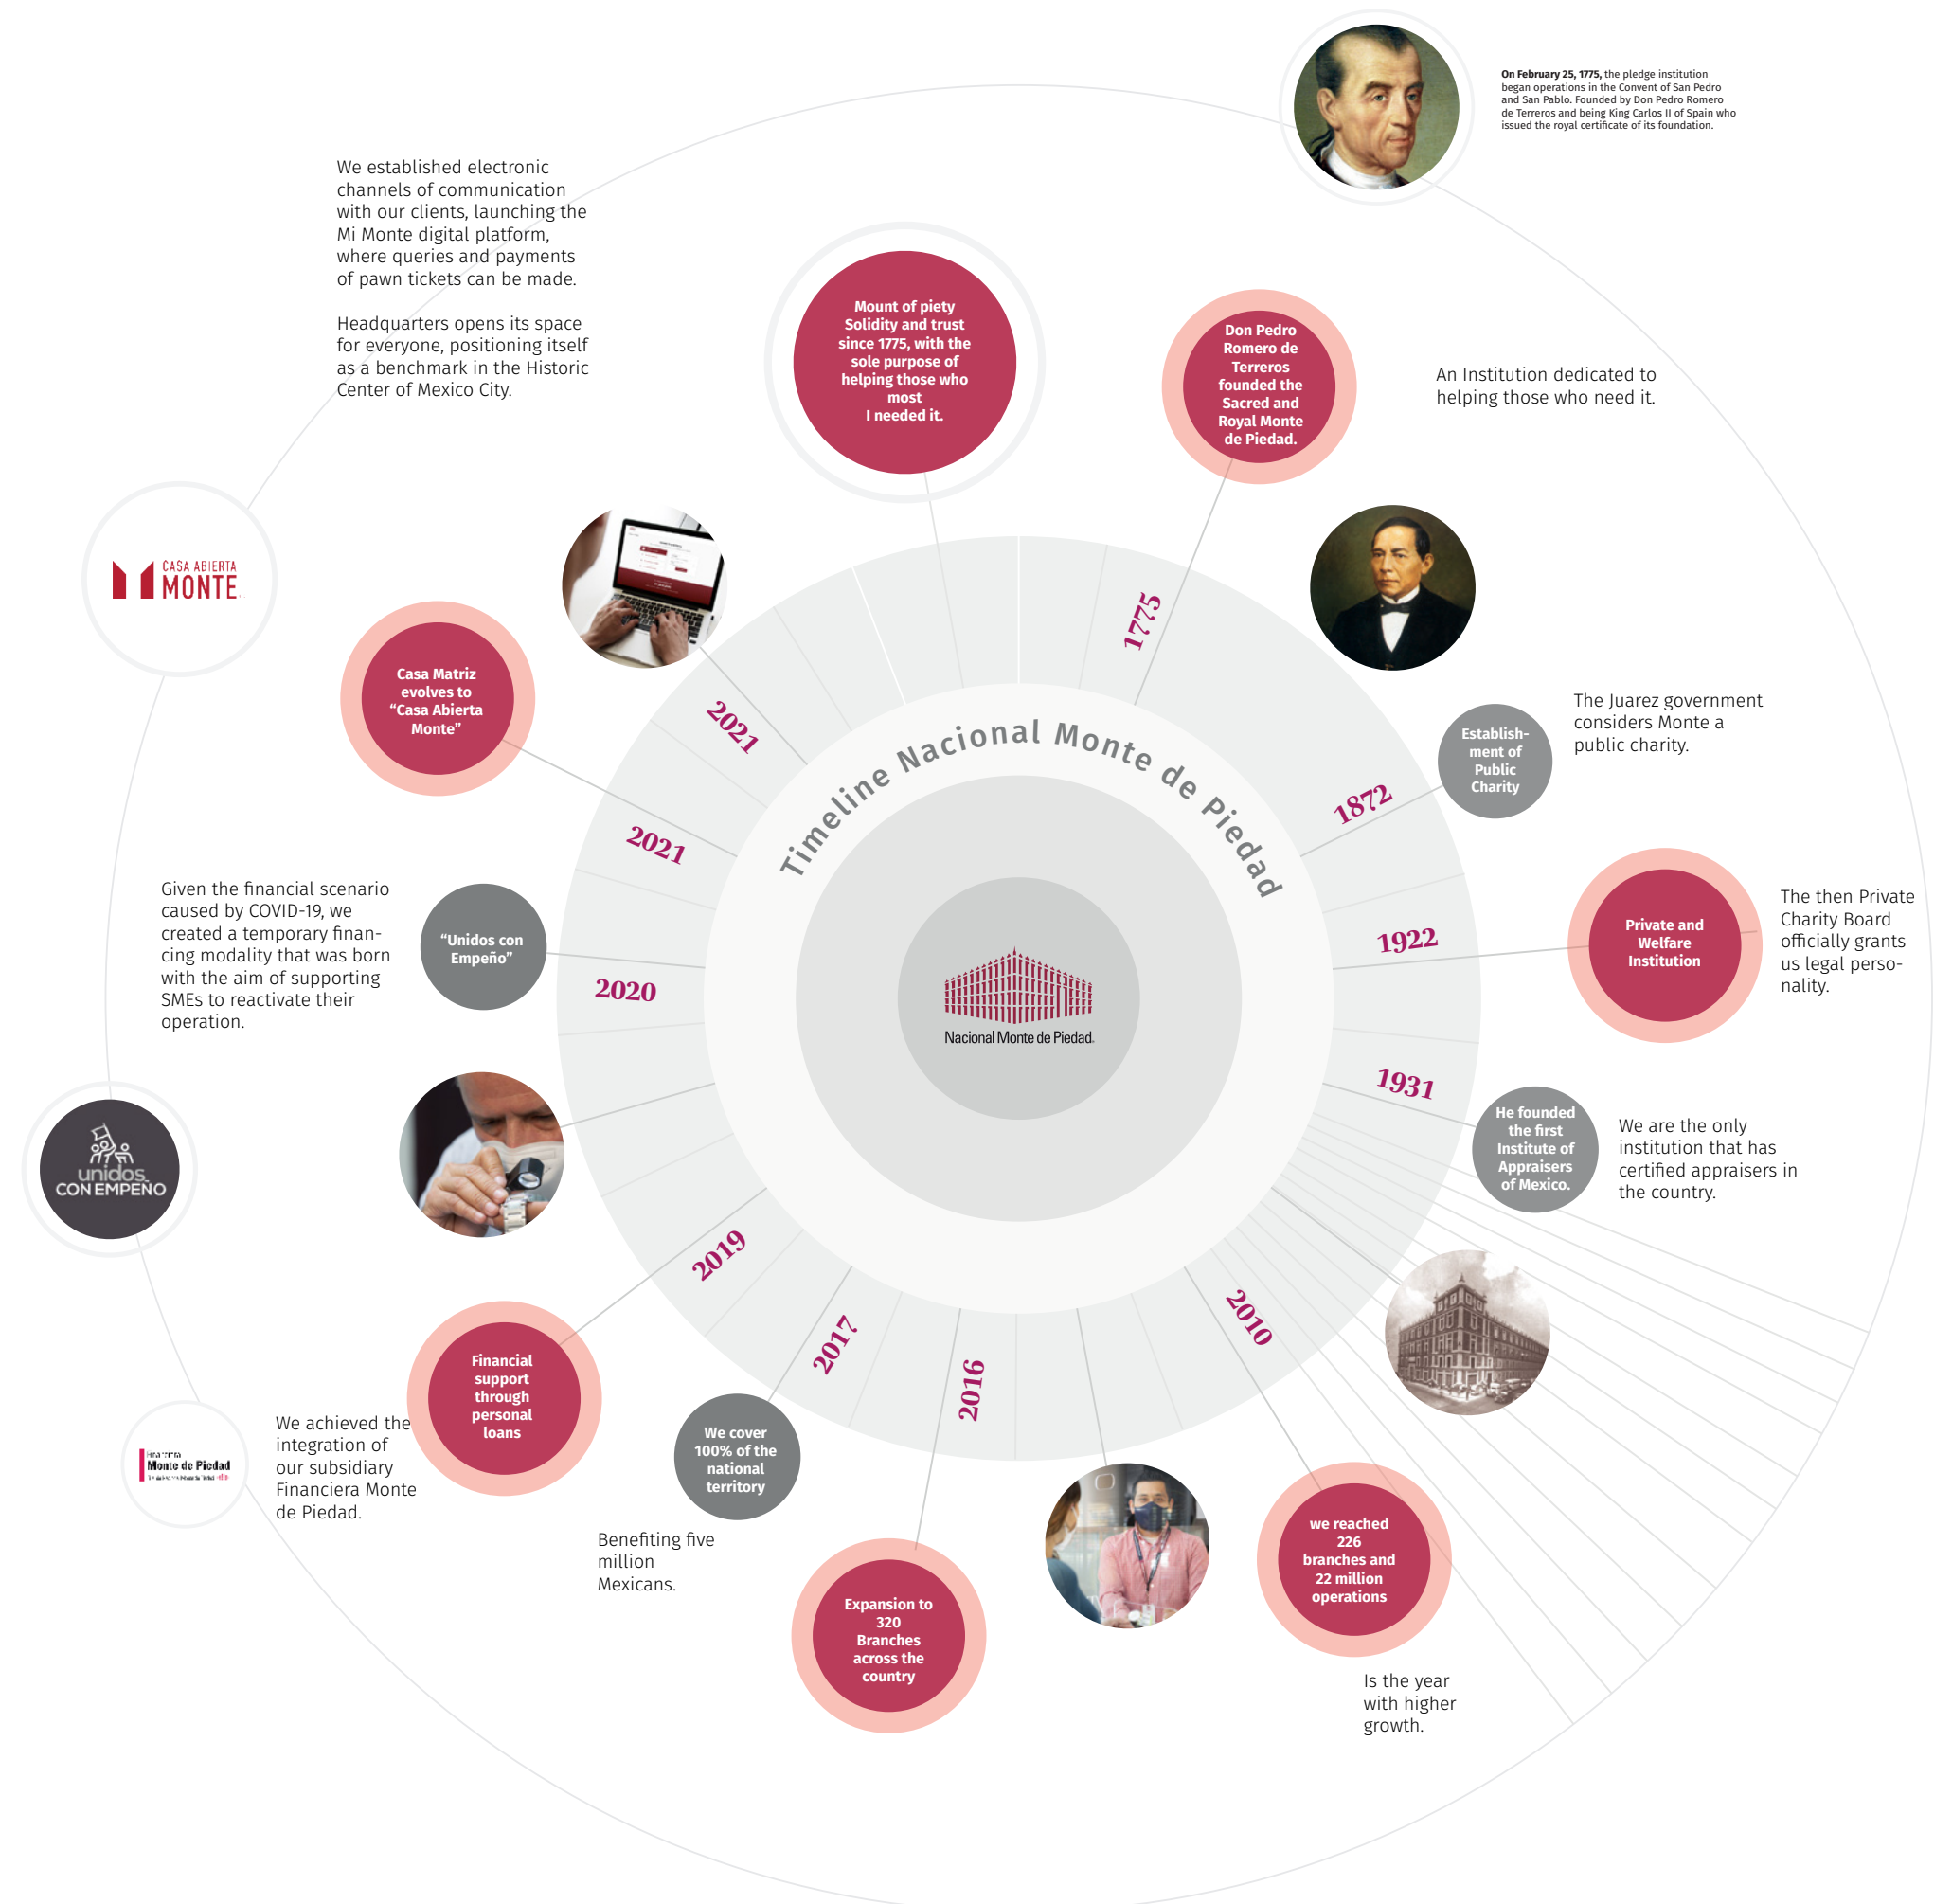 On February 25, 1775, the pledge institution
began operations in the Convent of San Pedro
and San Pablo. Founded by Don Pedro Romero
de Terreros and being King Carlos II of Spain who
issued the royal certificate of its foundation.
We established electronic
channels of communication
with our clients, launching the
Mi Monte digital platform,
where queries and payments
of pawn tickets can be made.
Headquarters opens its space
for everyone, positioning itself
as a benchmark in the Historic
Center of Mexico City.
Mount of piety
Solidity and trust
since 1775, with the
sole purpose of
helping those who
most
I needed it.
Don Pedro
Romero de
Terreros
founded the
Sacred and
Royal Monte
de Piedad.
An Institution dedicated to
helping those who need it.
CASA ABIERTA
MONTE
Casa Matriz
evolves to
“Casa Abierta
Monte”
2021
1775
Timeline Nacional Monte de Piedad
1872
Establish-
ment of
Public
Charity
The Juarez government
considers Monte a
public charity.
2021
Given the financial scenario
caused by COVID-19, we
created a temporary finan-
cing modality that was born
with the aim of supporting
SMEs to reactivate their
operation.
“Unidos con
Empeño”
2020
1922
Private and
Welfare
Institution
The then Private
Charity Board
officially grants
us legal perso-
nality.
Nacional Monte de Piedad.
1931
He founded
the first
Institute of
Appraisers
of Mexico.
We are the only
institution that has
certified appraisers in
the country.
unidos
CON EMPEÑO
2019
Financial
support
through
personal
loans
We achieved the
integration of
our subsidiary
Financiera Monte
de Piedad.
Monte de Piedad
2017
We cover
100% of the
national
territory
Benefiting five
million
Mexicans.
2016
Expansion to
320
Branches
across the
country
2010
we reached
226
branches and
22 million
operations
Is the year
with higher
growth.